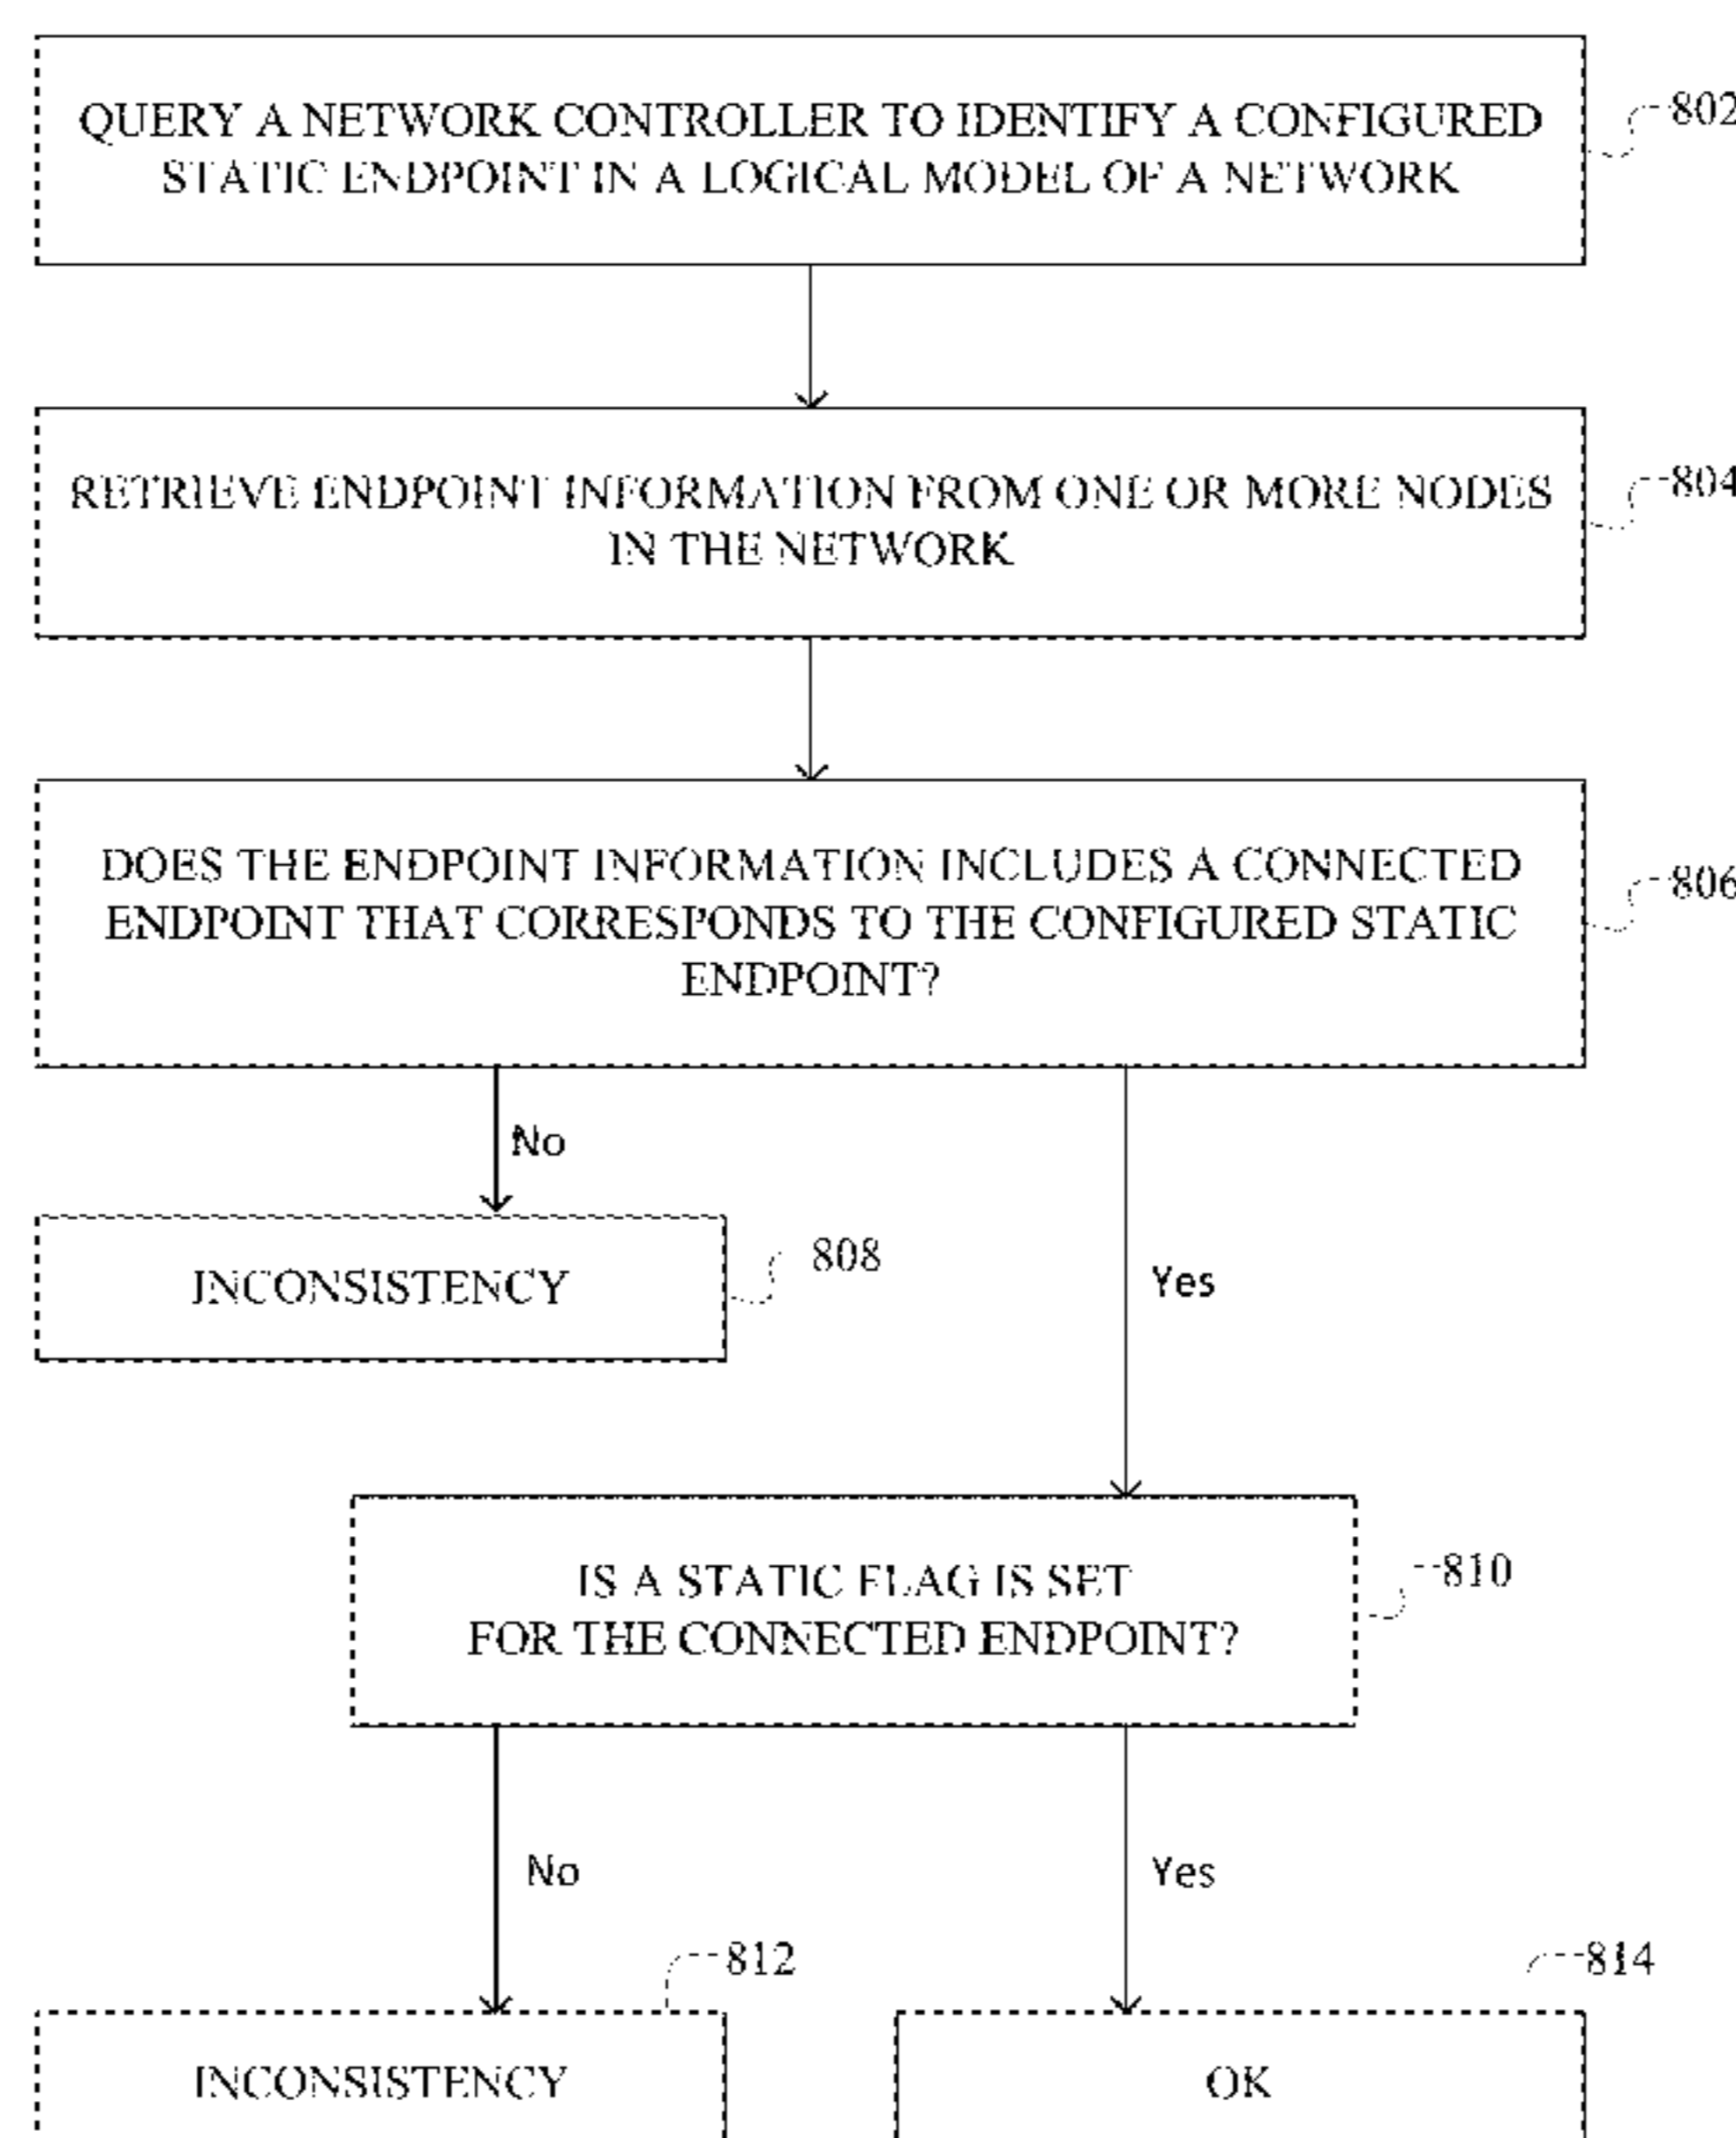 QUERY A NETWORK CONTROLLER TO IDENTIFY A CONFIGURED
STATIC ENDPOINT IN A LOGICAL MODEL OF A NETWORK
802
RETRIEVE ENDPOINT INFORMATION FROM ONE OR MORE NODES
IN THE NETWORK
804
DOES THE ENDPOINT INFORMATION INCLUDES A CONNECTED
ENDPOINT THAT CORRESPONDS TO THE CONFIGURED STATIC
ENDPOINT?
806
No
INCONSISTENCY
808
Yes
IS A STATIC FLAG IS SET
FOR THE CONNECTED ENDPOINT?
810
No
Yes
812
814
INCONSISTENCY
OK